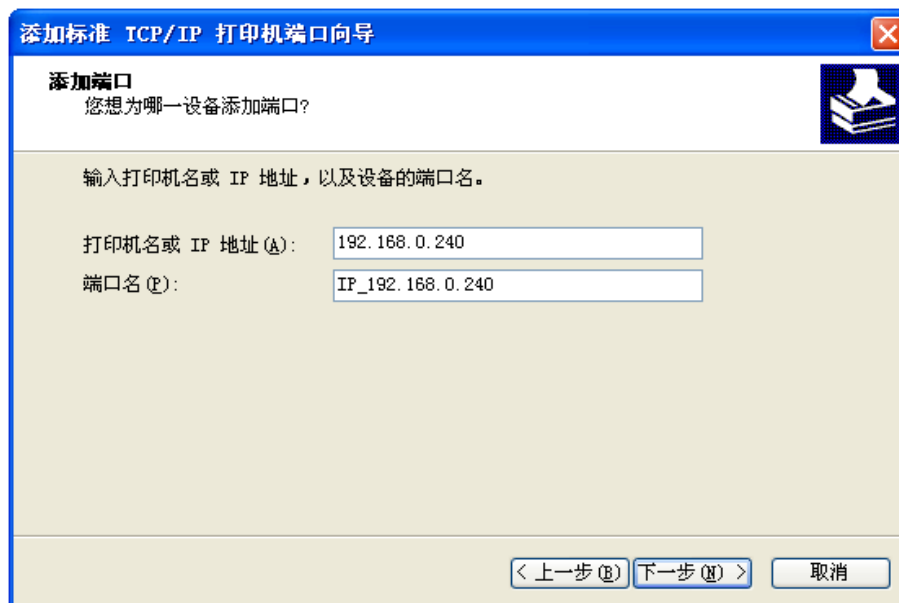 添加标准 TCP/IP 打印机端口向导
添加端口
您想为哪一设备添加端口?
输入打印机名或 IP 地址,以及设备的端口名。
打印机名或 IP 地址(A): 192.168.0.240
端口名(P): IP_192.168.0.240
< 上一步(B) 下一步(N) > 取消